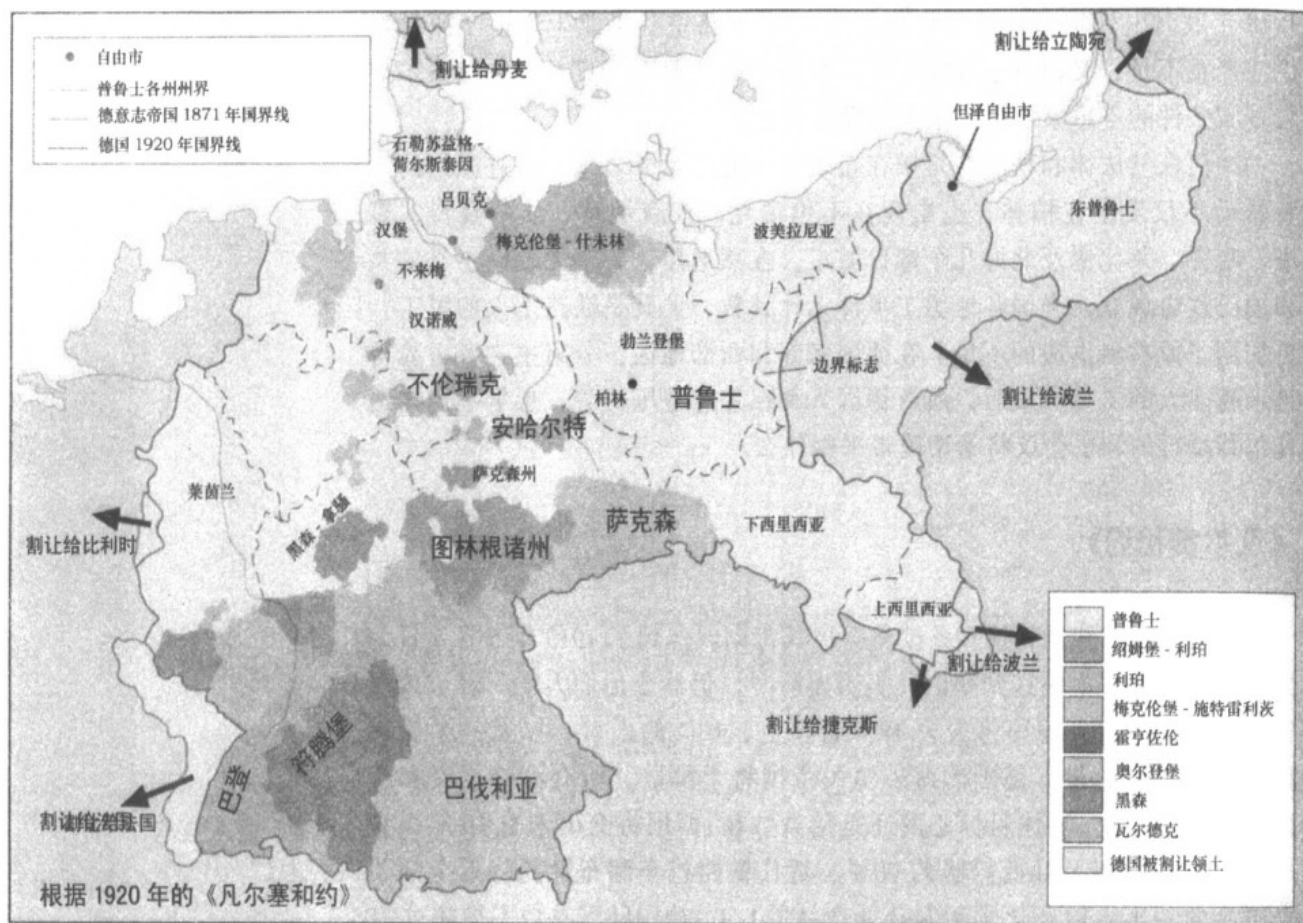 自由市
普鲁士各州州界
德意志帝国 1871 年国界线
德国 1920 年国界线
割让给丹麦
割让给立陶宛
但泽自由市
石勒苏益格 -
荷尔斯泰因
吕贝克
汉堡
梅克伦堡 - 什未林
波美拉尼亚
东普鲁士
不来梅
汉诺威
勃兰登堡
边界标志
不伦瑞克
柏林
普鲁士
割让给波兰
安哈尔特
萨克森州
莱茵兰
萨克森
下西里西亚
黑森 - 拿骚
图林根诸州
割让给比利时
上西里西亚
割让给波兰
割让给捷克斯
符腾堡
巴登
巴伐利亚
割让给法国
普鲁士
绍姆堡 - 利珀
利珀
梅克伦堡 - 施特雷利茨
霍亨佐伦
奥尔登堡
黑森
瓦尔德克
德国被割让领土
根据 1920 年的《凡尔塞和约》